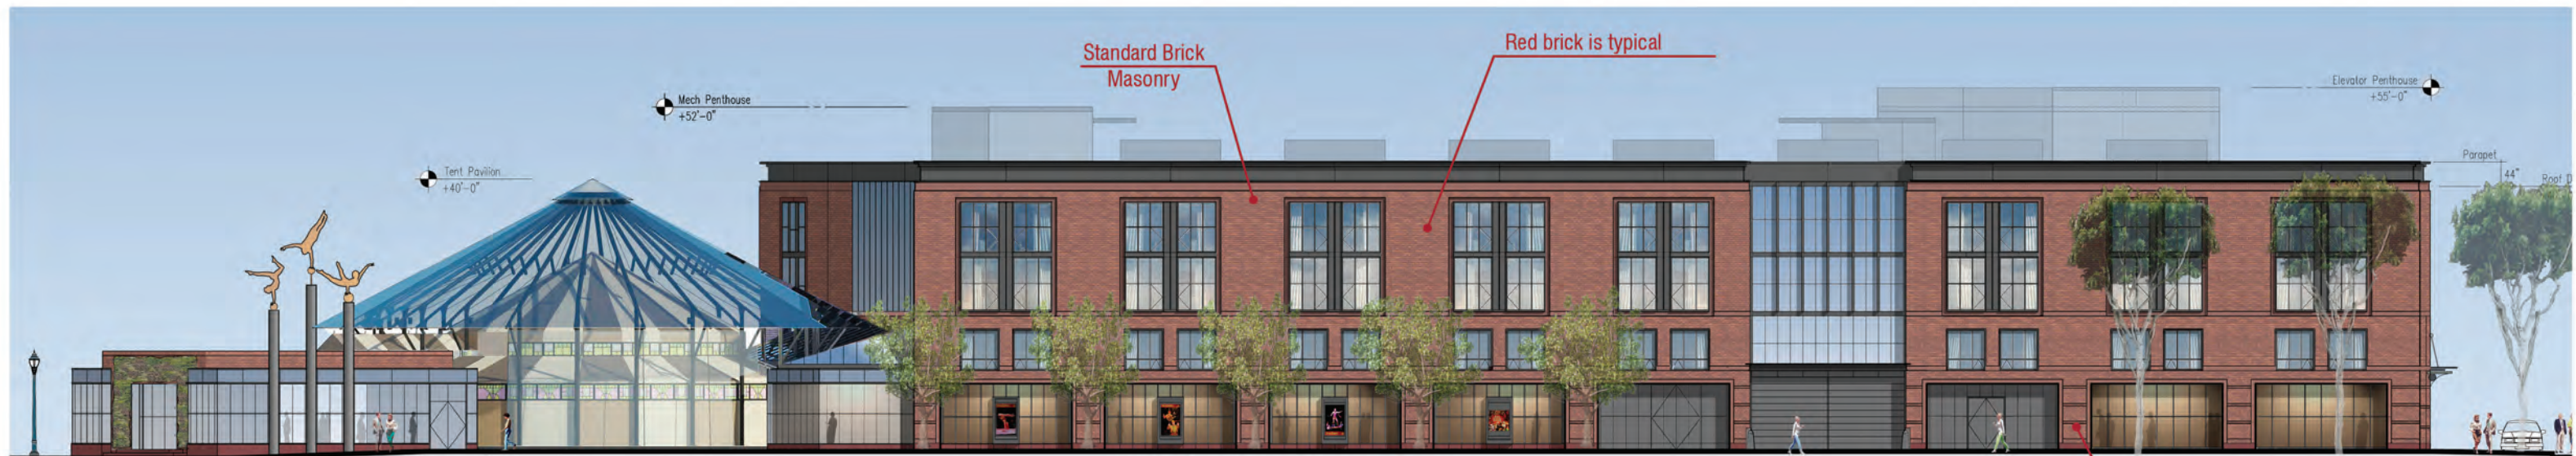 Standard Brick
Masonry
Red brick is typical
Mech Penthouse
+52'-0"
Elevator Penthouse
+55'-0"
Tent Pavilion
+40'-0"
Parapet
44"
Roof D